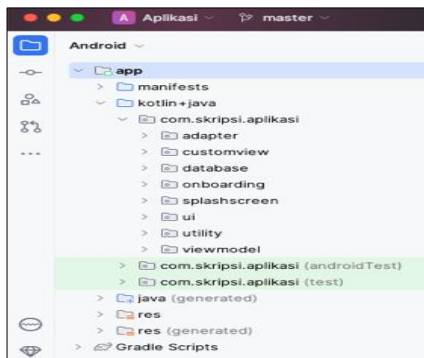 A Aplikasi master
Android
app
manifests
kotlin+java
com.skripsi.aplikasi
adapter
customview
database
onboarding
splashscreen
ui
utility
viewmodel
com.skripsi.aplikasi (androidTest)
com.skripsi.aplikasi (test)
java (generated)
res
res (generated)
Gradle Scripts